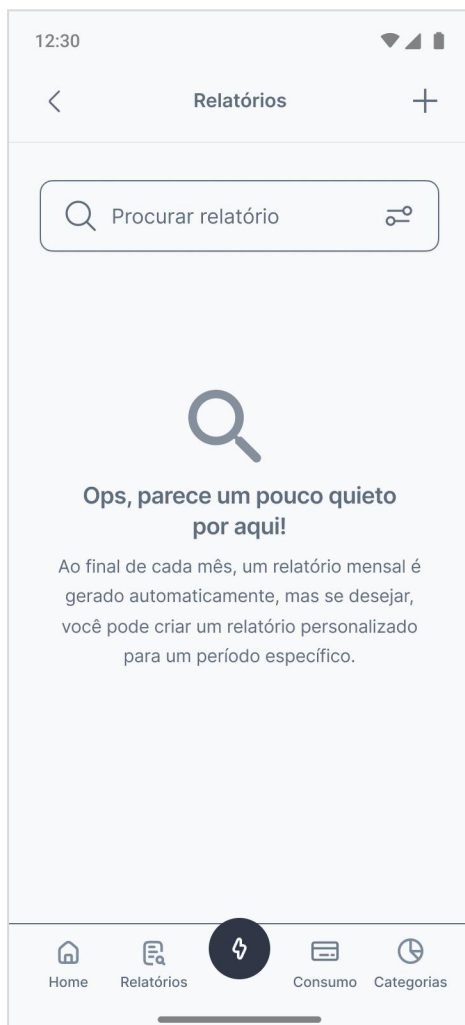 12:30
Relatórios
Procurar relatório
Ops, parece um pouco quieto
por aqui!
Ao final de cada mês, um relatório mensal é
gerado automaticamente, mas se desejar,
você pode criar um relatório personalizado
para um período específico.
Home Relatórios Consumo Categorias